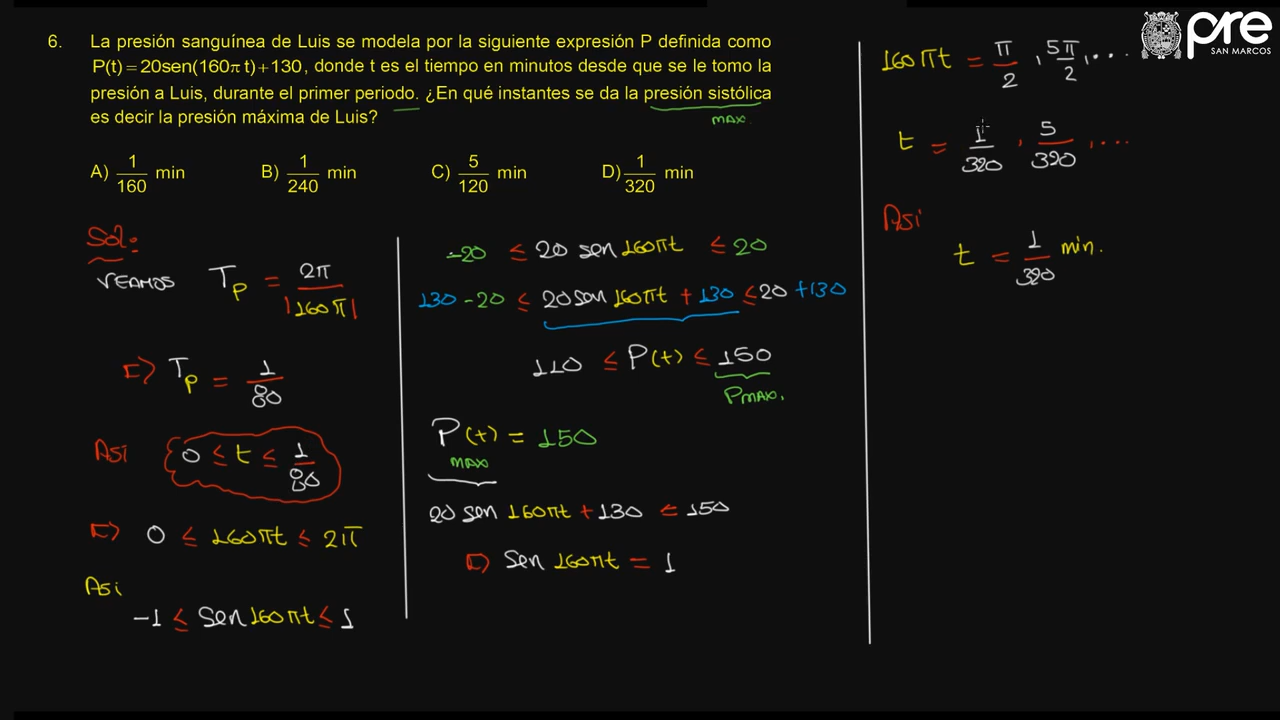 6. La presión sanguínea de Luis se modela por la siguiente expresión P definida como
P(t)=20sen(160π t)+130, donde t es el tiempo en minutos desde que se le tomo la
presión a Luis, durante el primer periodo. ¿En qué instantes se da la presión sistólica
es decir la presión máxima de Luis?
MAX.
A) 1/160 min B) 1/240 min C) 5/120 min D) 1/320 min
Sol:
VEAMOS Tp = 2π/|160π|
⇒ Tp = 1/80
Asi 0 ≤ t ≤ 1/80
⇒ 0 ≤ 160πt ≤ 2π
Asi
-1 ≤ Sen 160πt ≤ 1
-20 ≤ 20 sen 160πt ≤ 20
130 -20 ≤ 20 sen 160πt + 130 ≤ 20 +130
110 ≤ P(t) ≤ 150
PMAX.
P(t) = 150
MAX
20 sen 160πt + 130 ≤ 150
⇒ Sen 160πt = 1
160πt = π/2, 5π/2, ...
t = 1/320, 5/320, ...
Asi
t = 1/320 min.
pre
SAN MARCOS